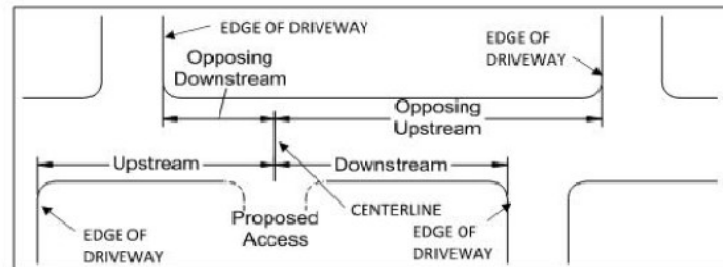 EDGE OF DRIVEWAY
EDGE OF
DRIVEWAY
Opposing
Downstream
Opposing
Upstream
Upstream
Downstream
CENTERLINE
Proposed
Access
EDGE OF
DRIVEWAY
EDGE OF
DRIVEWAY